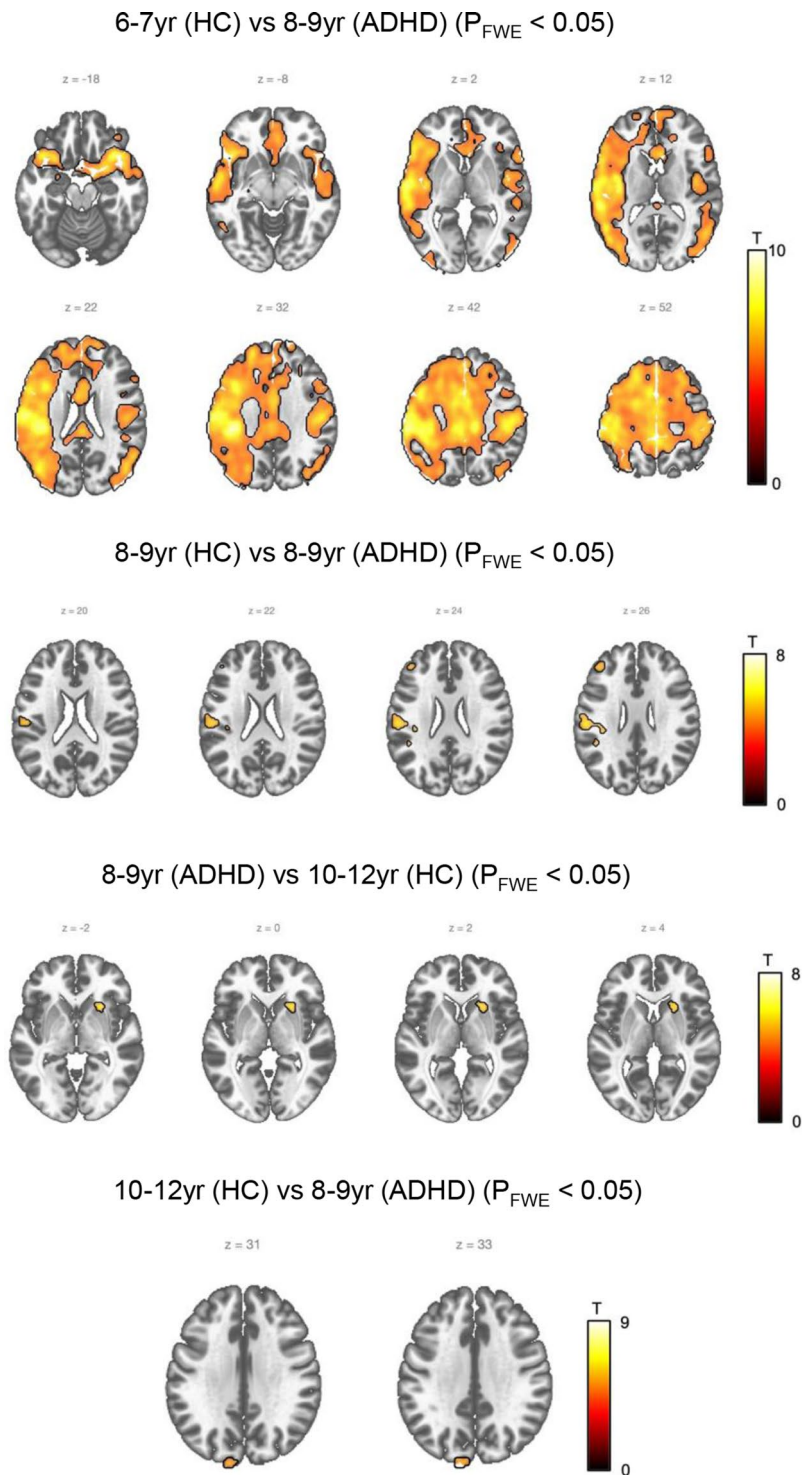 6-7yr (HC) vs 8-9yr (ADHD) (PFWE < 0.05)
z = -18 z = -8 z = 2 z = 12
T
10
z = 22 z = 32 z = 42 z = 52
0
8-9yr (HC) vs 8-9yr (ADHD) (PFWE < 0.05)
z = 20 z = 22 z = 24 z = 26
T
8
0
8-9yr (ADHD) vs 10-12yr (HC) (PFWE < 0.05)
z = -2 z = 0 z = 2 z = 4
T
8
0
10-12yr (HC) vs 8-9yr (ADHD) (PFWE < 0.05)
z = 31 z = 33
T
9
0